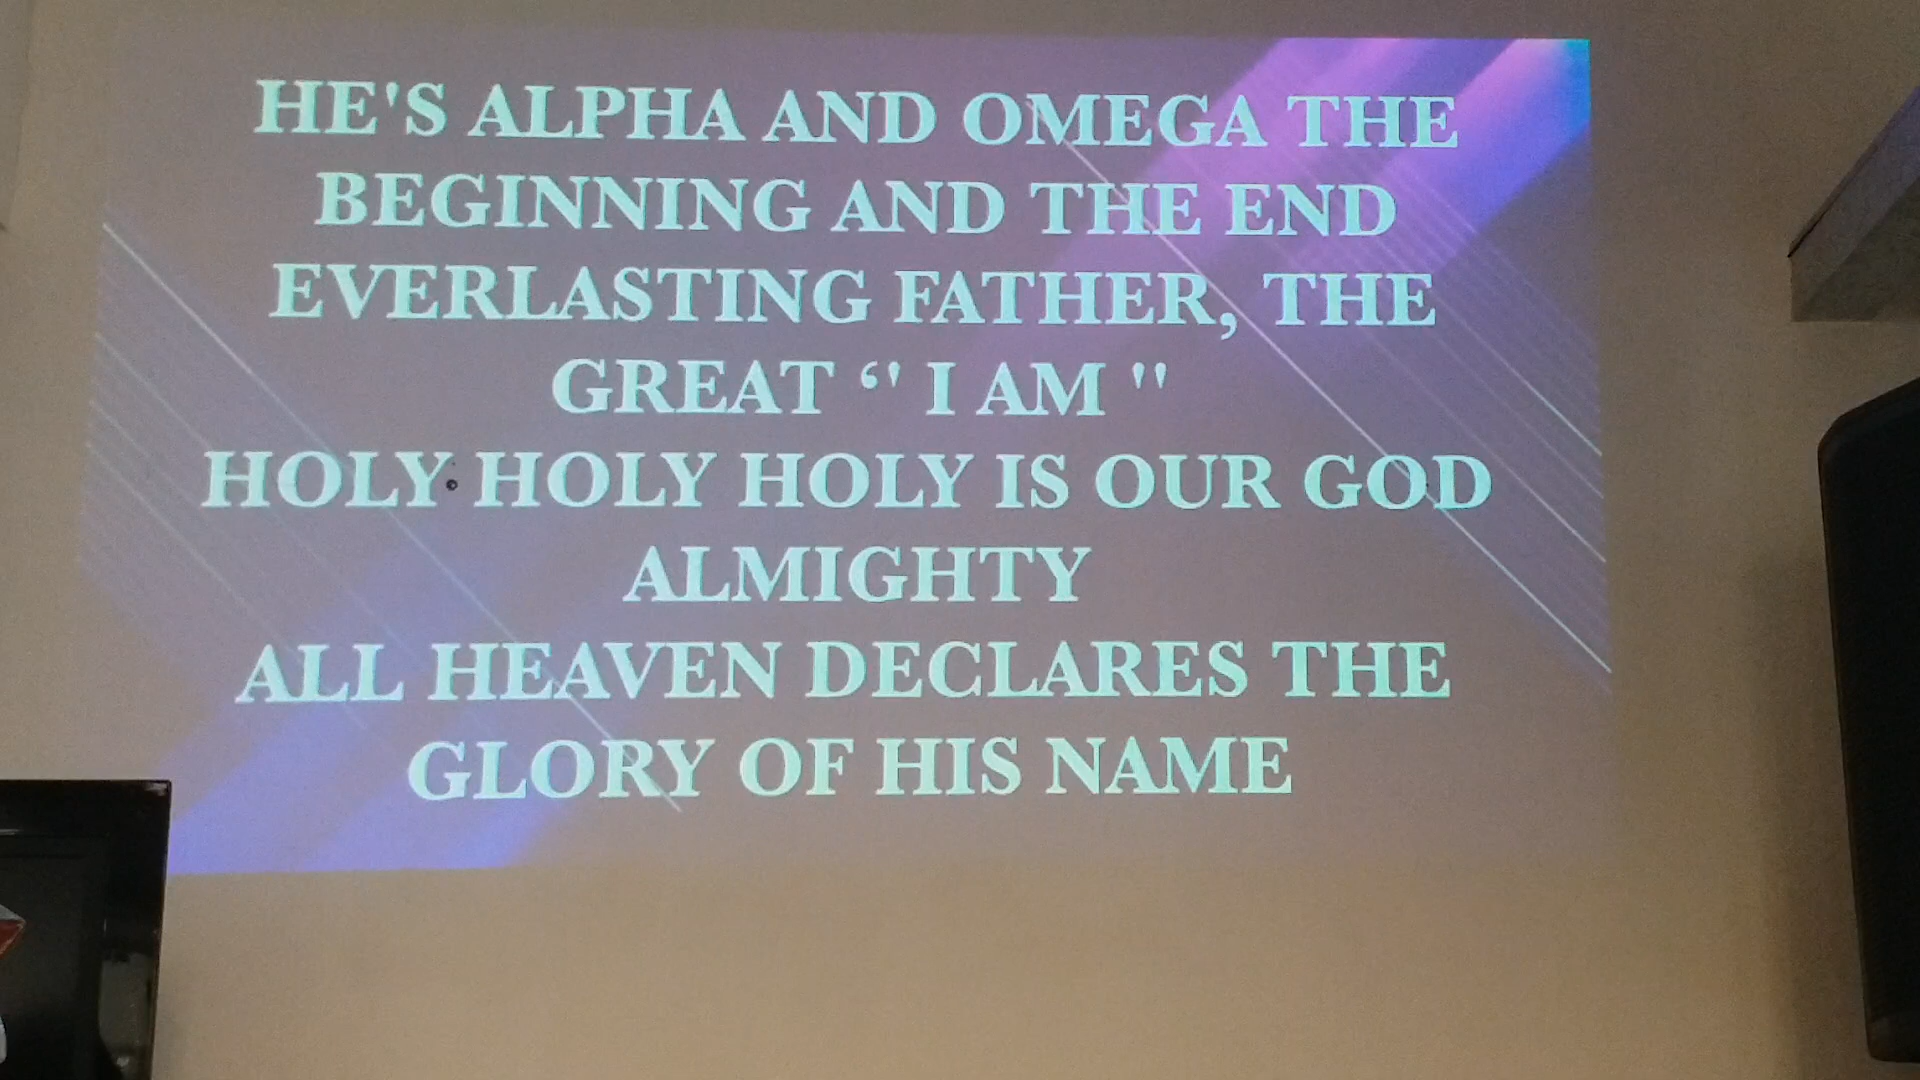 HE'S ALPHA AND OMEGA THE
BEGINNING AND THE END
EVERLASTING FATHER, THE
GREAT ‘' I AM ''
HOLY HOLY HOLY IS OUR GOD
ALMIGHTY
ALL HEAVEN DECLARES THE
GLORY OF HIS NAME